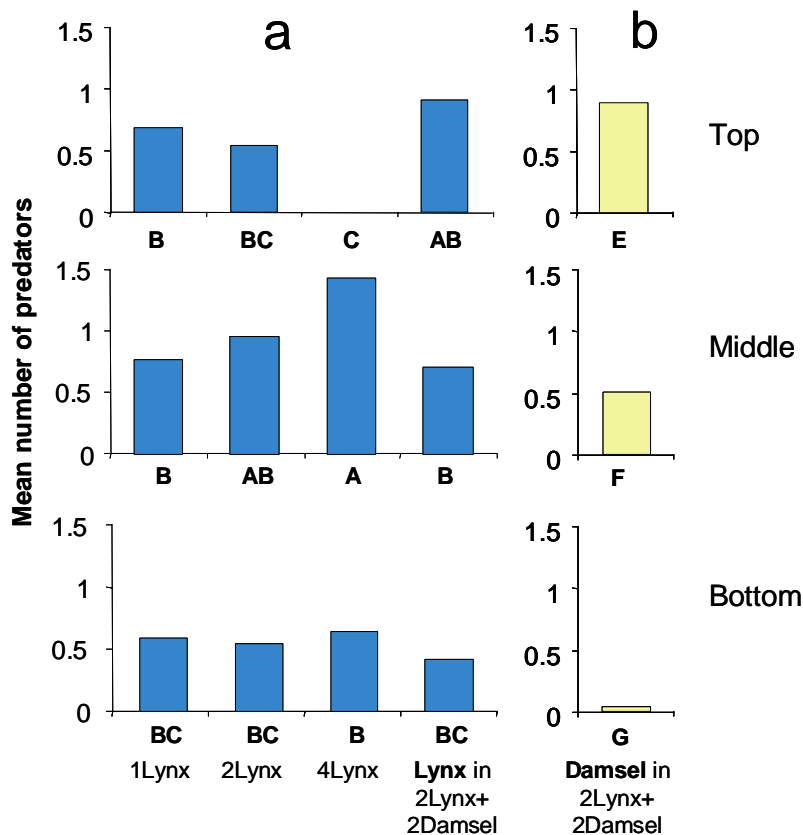 a b
Mean number of predators
1.5
1
0.5
0
B BC C AB
1.5
1
0.5
0
E
Top
1.5
1
0.5
0
B AB A B
1.5
1
0.5
0
F
Middle
1.5
1
0.5
0
BC BC B BC
1Lynx 2Lynx 4Lynx Lynx in
2Lynx+
2Damsel
1.5
1
0.5
0
G
Damsel in
2Lynx+
2Damsel
Bottom